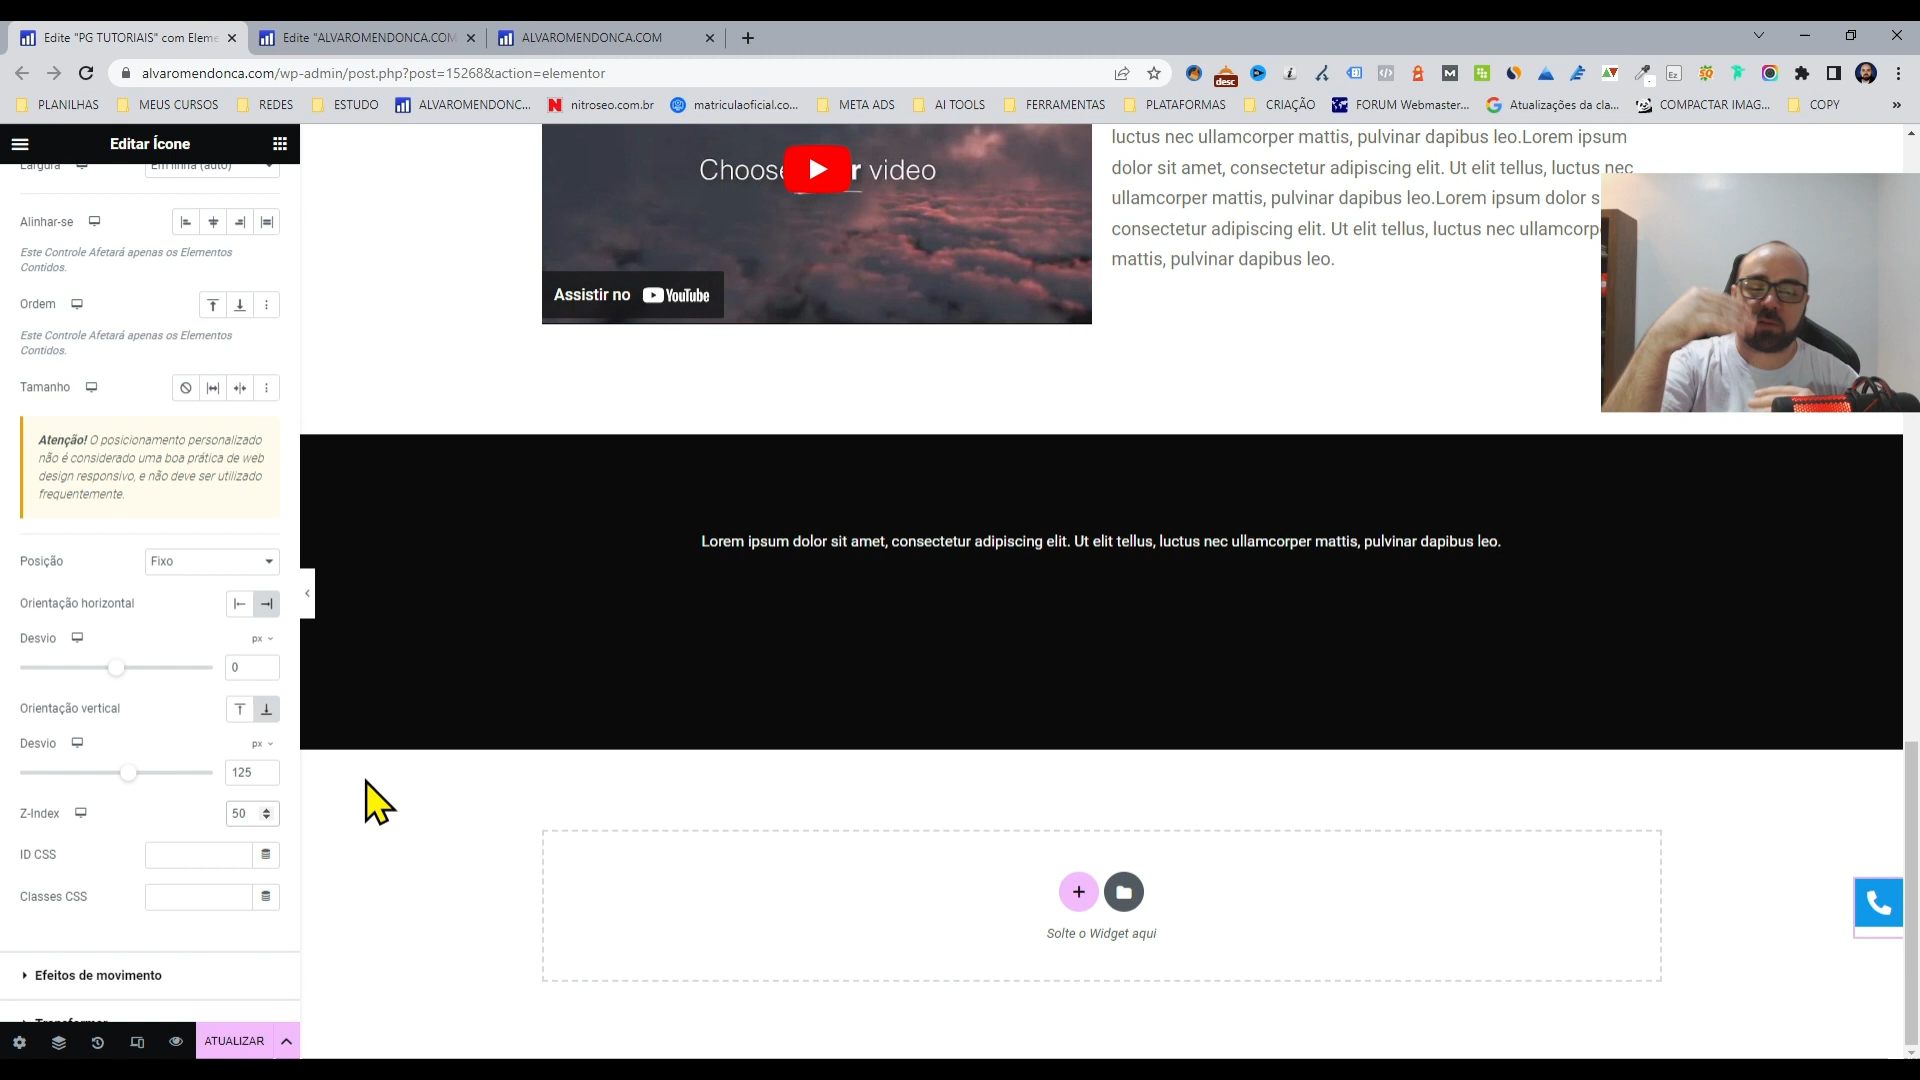 Edite "PG TUTORIAIS" com Eleme
Edite "ALVAROMENDONCA.COM
ALVAROMENDONCA.COM
alvaromendonca.com/wp-admin/post.php?post=15268&action=elementor
desc
Ez
PLANILHAS
MEUS CURSOS
REDES
ESTUDO
ALVAROMENDONC...
nitroseo.com.br
matriculaoficial.co...
META ADS
AI TOOLS
FERRAMENTAS
PLATAFORMAS
CRIAÇÃO
FORUM Webmaster...
Atualizações da cla...
COMPACTAR IMAG...
COPY
Editar Ícone
Largura
Em linha (auto)
Alinhar-se
Este Controle Afetará apenas os Elementos
Contidos.
Ordem
Este Controle Afetará apenas os Elementos
Contidos.
Tamanho
Atenção! O posicionamento personalizado
não é considerado uma boa prática de web
design responsivo, e não deve ser utilizado
frequentemente.
Posição
Fixo
Orientação horizontal
Desvio
px
0
Orientação vertical
Desvio
px
125
Z-Index
50
ID CSS
Classes CSS
Efeitos de movimento
Transformar
ATUALIZAR
Choose
r video
Assistir no YouTube
luctus nec ullamcorper mattis, pulvinar dapibus leo.Lorem ipsum
dolor sit amet, consectetur adipiscing elit. Ut elit tellus, luctus nec
ullamcorper mattis, pulvinar dapibus leo.Lorem ipsum dolor s
consectetur adipiscing elit. Ut elit tellus, luctus nec ullamcorp
mattis, pulvinar dapibus leo.
Lorem ipsum dolor sit amet, consectetur adipiscing elit. Ut elit tellus, luctus nec ullamcorper mattis, pulvinar dapibus leo.
Solte o Widget aqui